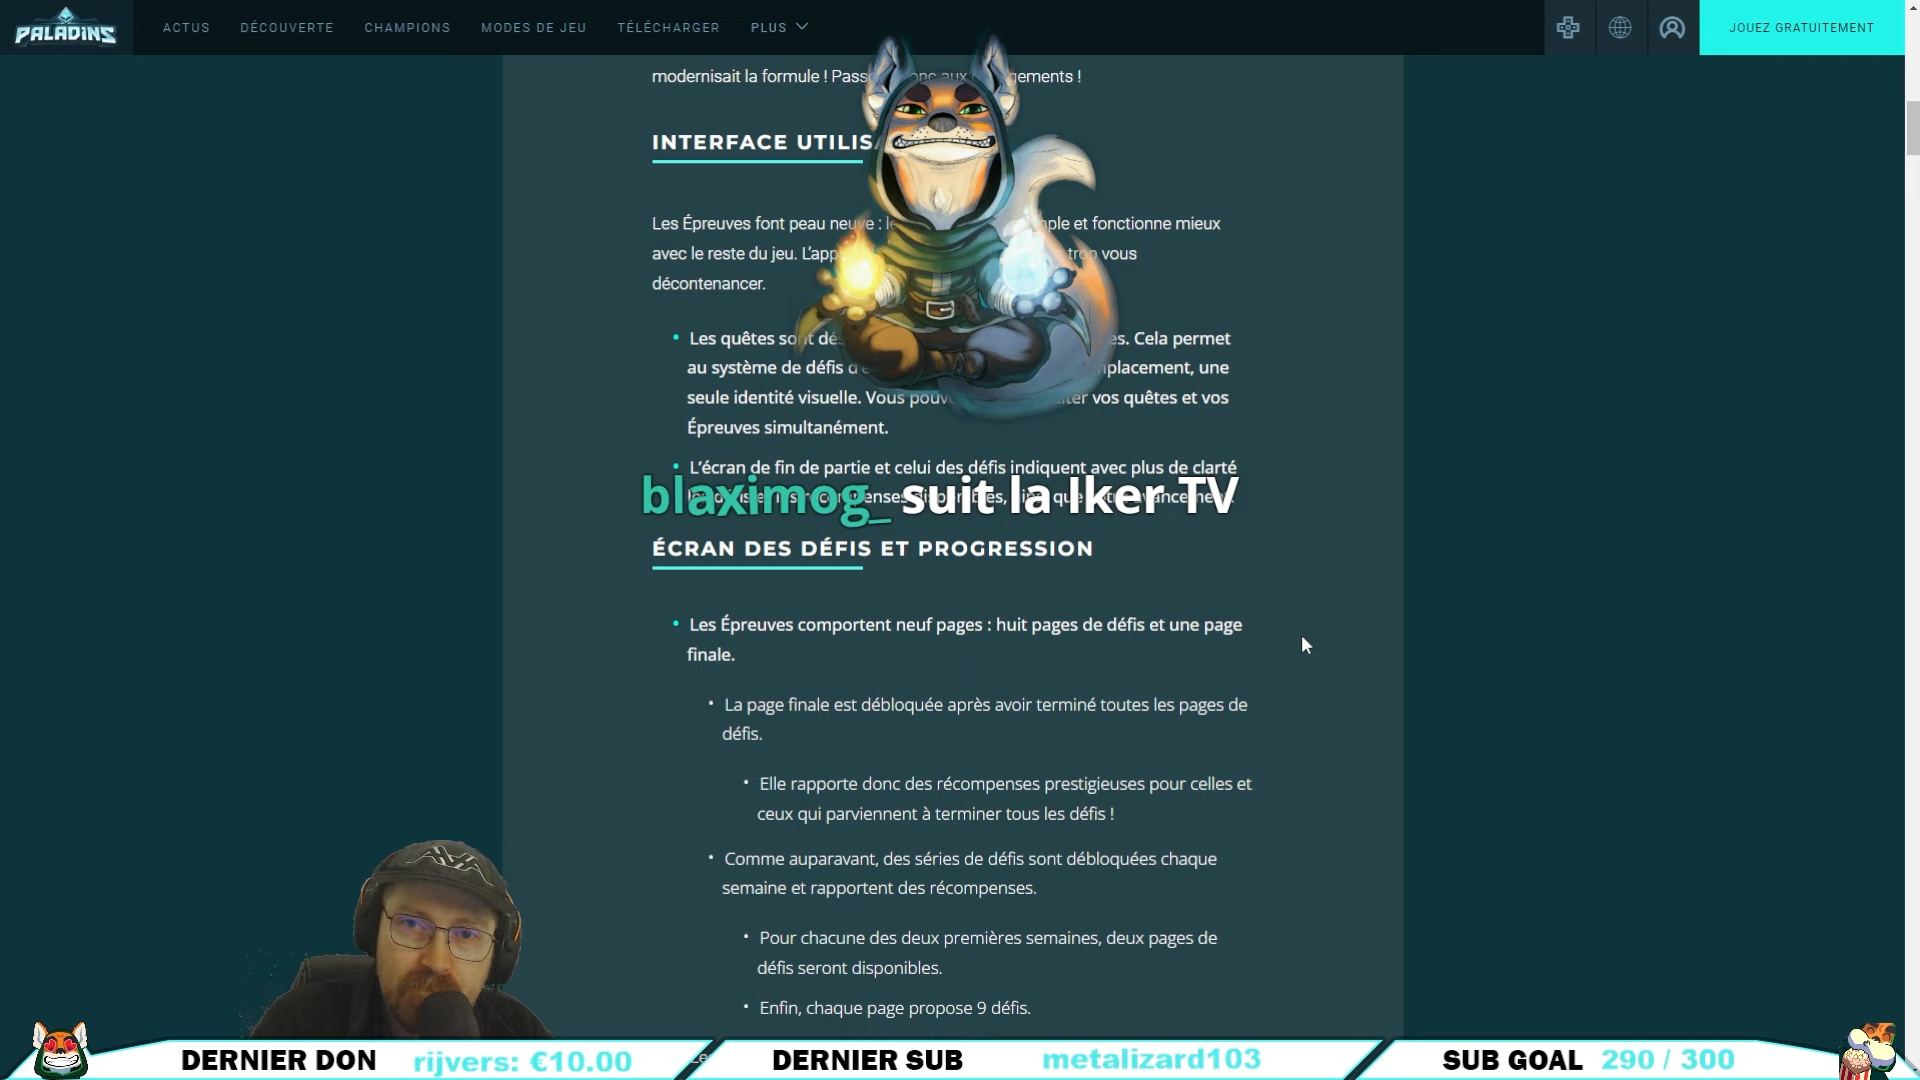 PALADINS
ACTUS DÉCOUVERTE CHAMPIONS MODES DE JEU TÉLÉCHARGER PLUS JOUEZ GRATUITEMENT
modernisait la formule ! gements !
INTERFACE UTILIS
Les Épreuves font peau neuve : ple et fonctionne mieux
avec le reste du jeu. L'app trop vous
décontenancer.
• Les quêtes sont dé es. Cela permet
au système de défis placement, une
seule identité visuelle. Vous vos quêtes et vos
Épreuves simultanément.
• L'écran de fin de partie et celui des défis indiquent avec plus de clarté
blaximog_ suit la Iker TV
ÉCRAN DES DÉFIS ET PROGRESSION
• Les Épreuves comportent neuf pages : huit pages de défis et une page
finale.
• La page finale est débloquée après avoir terminé toutes les pages de
défis.
• Elle rapporte donc des récompenses prestigieuses pour celles et
ceux qui parviennent à terminer tous les défis !
• Comme auparavant, des séries de défis sont débloquées chaque
semaine et rapportent des récompenses.
• Pour chacune des deux premières semaines, deux pages de
défis seront disponibles.
• Enfin, chaque page propose 9 défis.
DERNIER DON rijvers: €10.00 DERNIER SUB metalizard103 SUB GOAL 290 / 300